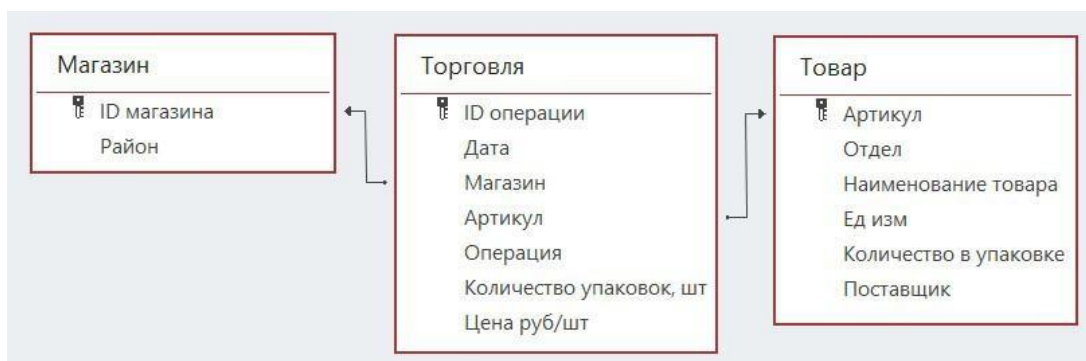 Магазин
ID магазина
Район
Торговля
ID операции
Дата
Магазин
Артикул
Операция
Количество упаковок, шт
Цена руб/шт
Товар
Артикул
Отдел
Наименование товара
Ед изм
Количество в упаковке
Поставщик